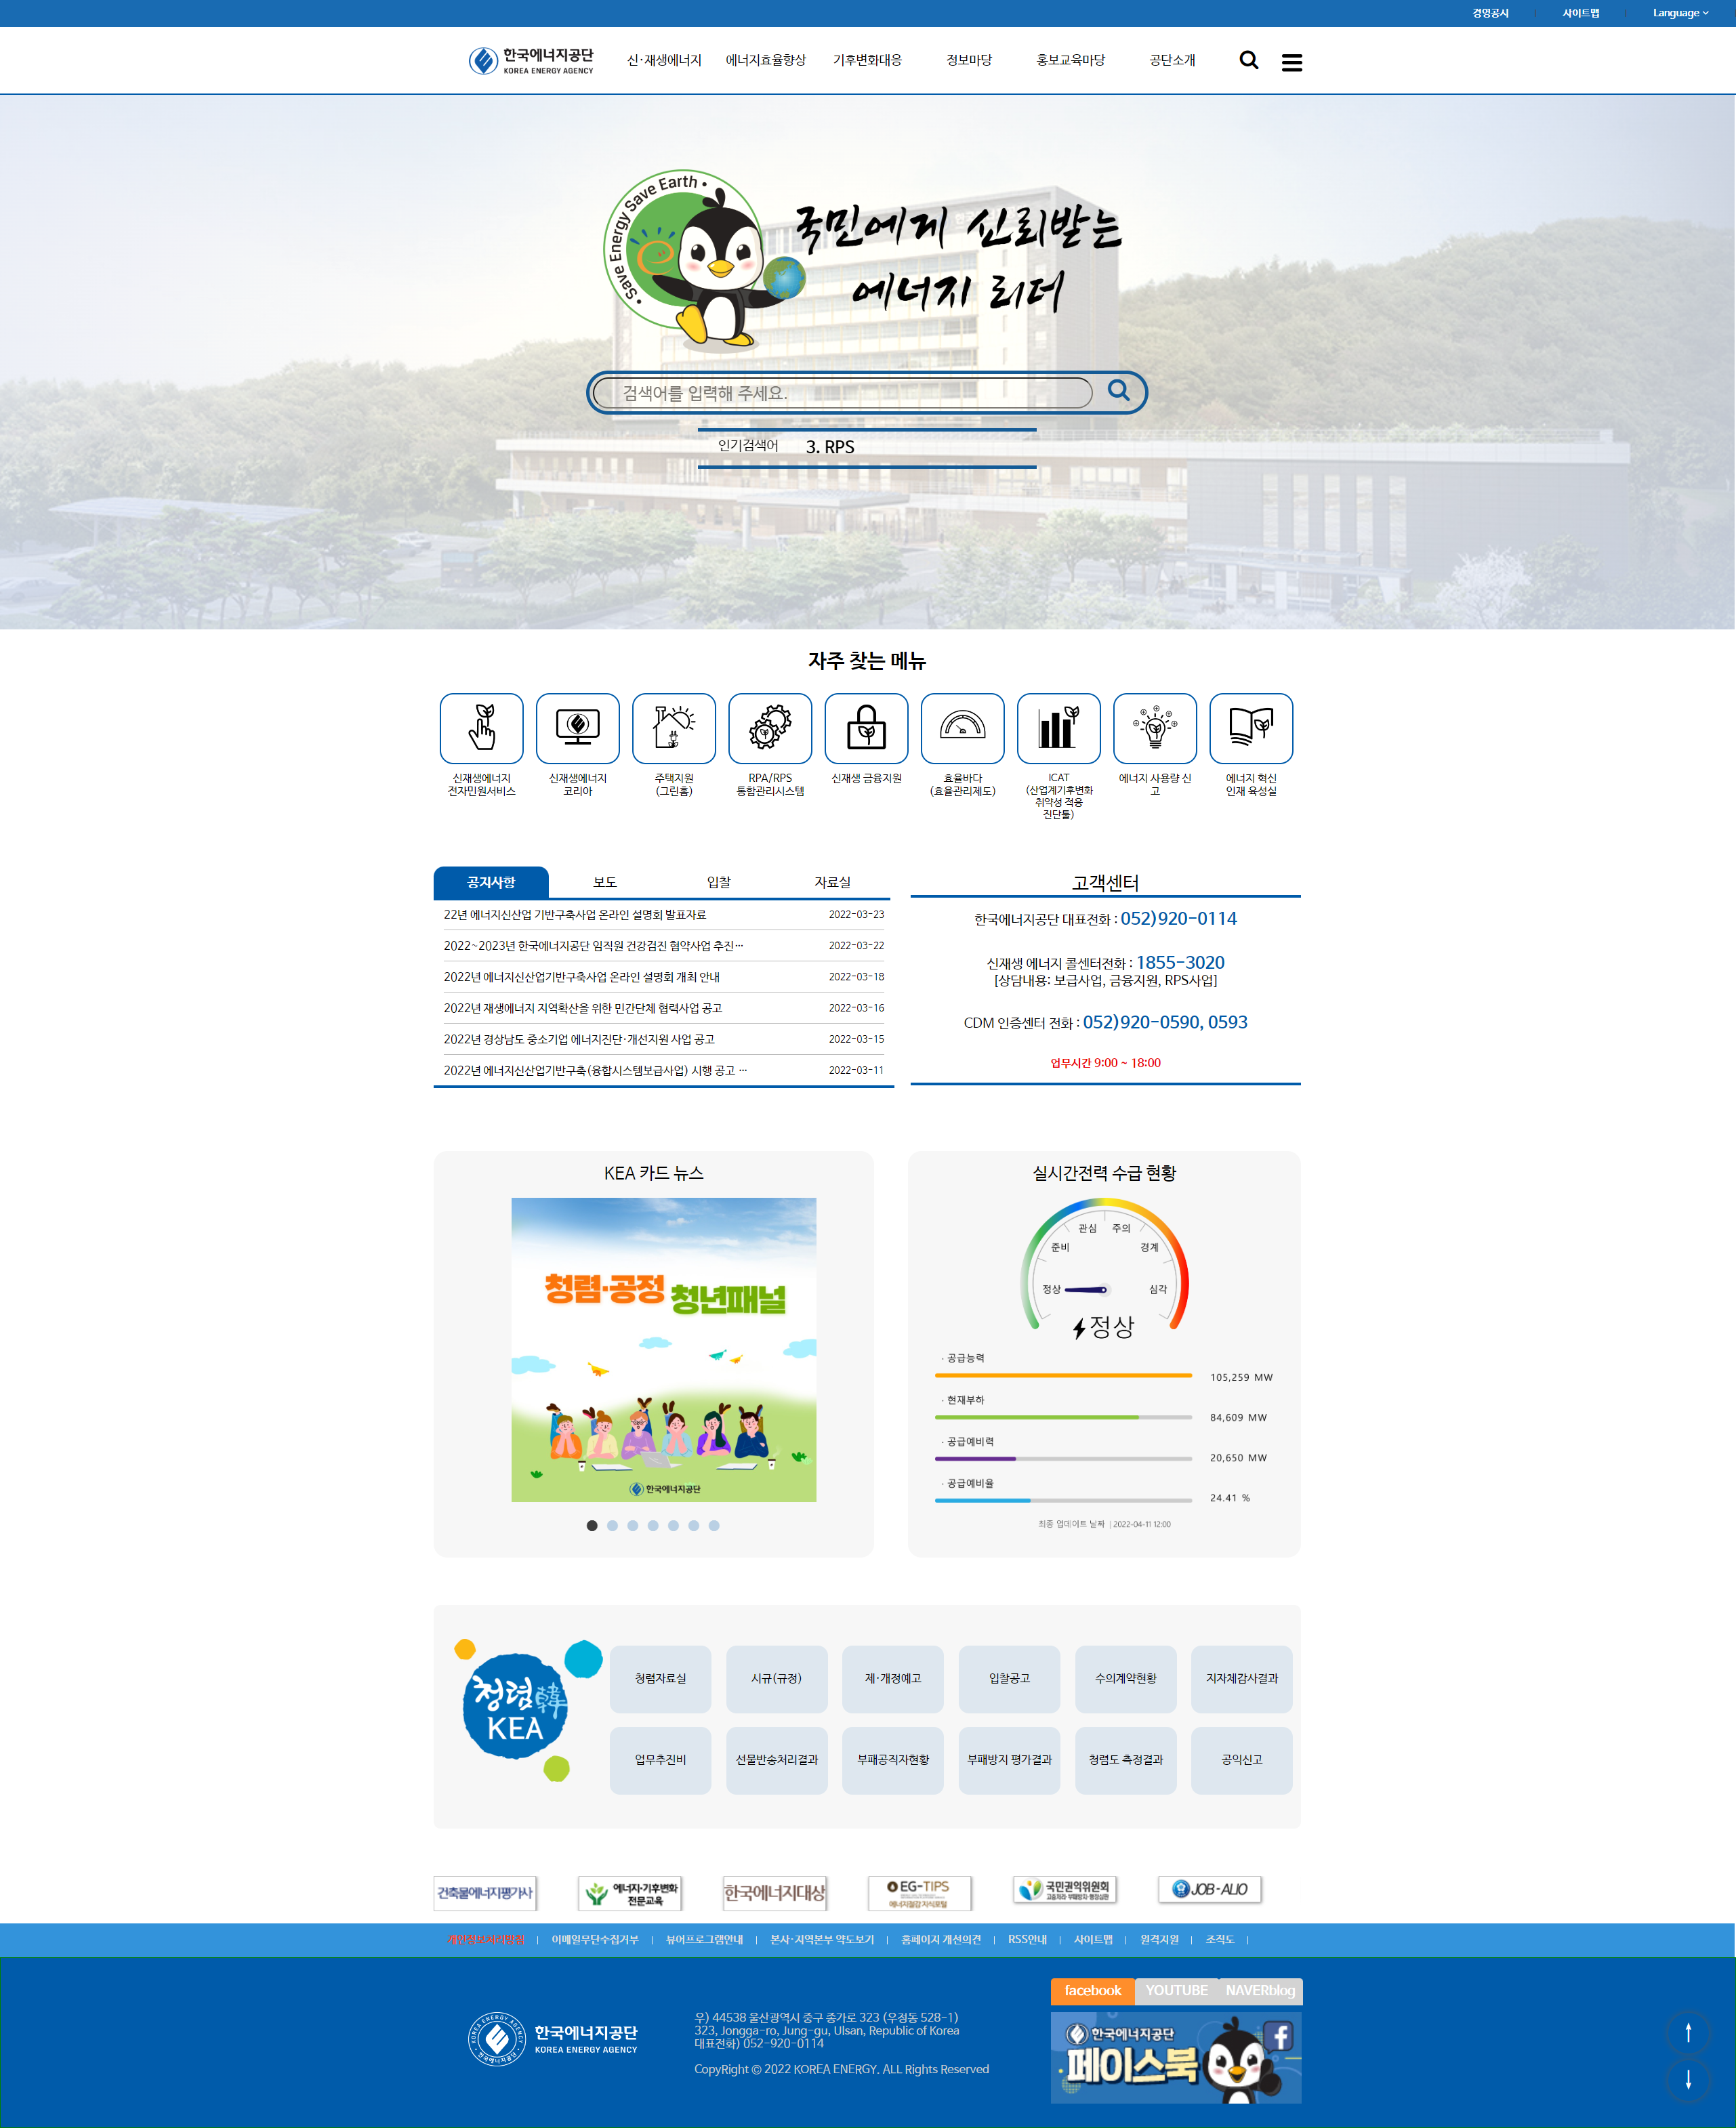 경영공시
사이트맵
Language
한국에너지공단
KOREA ENERGY AGENCY
신·재생에너지
에너지효율향상
기후변화대응
정보마당
홍보교육마당
공단소개
• Save Energy Save Earth •
국민에게 신뢰받는
에너지 리더
검색어를 입력해 주세요.
인기검색어
3. RPS
자주 찾는 메뉴
신재생에너지
전자민원서비스
신재생에너지
코리아
주택지원
(그린홈)
RPA/RPS
통합관리시스템
신재생 금융지원
효율바다
(효율관리제도)
ICAT
(산업계기후변화
취약성 적응
진단툴)
에너지 사용량 신
고
에너지 혁신
인재 육성실
공지사항
보도
입찰
자료실
22년 에너지신산업 기반구축사업 온라인 설명회 발표자료 2022-03-23
2022~2023년 한국에너지공단 임직원 건강검진 협약사업 추진… 2022-03-22
2022년 에너지신산업기반구축사업 온라인 설명회 개최 안내 2022-03-18
2022년 재생에너지 지역확산을 위한 민간단체 협력사업 공고 2022-03-16
2022년 경상남도 중소기업 에너지진단·개선지원 사업 공고 2022-03-15
2022년 에너지신산업기반구축(융합시스템보급사업) 시행 공고 … 2022-03-11
고객센터
한국에너지공단 대표전화 : 052)920-0114
신재생 에너지 콜센터전화 : 1855-3020
[상담내용: 보급사업, 금융지원, RPS사업]
CDM 인증센터 전화 : 052)920-0590, 0593
업무시간 9:00 ~ 18:00
KEA 카드 뉴스
청렴·공정 청년패널
한국에너지공단
실시간전력 수급 현황
관심
주의
준비
경계
정상
심각
정상
· 공급능력
105,259 MW
· 현재부하
84,609 MW
· 공급예비력
20,650 MW
· 공급예비율
24.41 %
최종 업데이트 날짜 | 2022-04-11 12:00
청렴韓
KEA
청렴자료실
시규(규정)
제·개정예고
입찰공고
수의계약현황
지자체감사결과
업무추진비
선물반송처리결과
부패공직자현황
부패방지 평가결과
청렴도 측정결과
공익신고
건축물에너지평가사
에너지·기후변화
전문교육
한국에너지대상
EG-TIPS
에너지절감 지식포털
국민권익위원회
고충처리·부패방지·행정심판
JOB-ALIO
개인정보처리방침
이메일무단수집거부
뷰어프로그램안내
본사·지역본부 약도보기
홈페이지 개선의견
RSS안내
사이트맵
원격지원
조직도
KOREA ENERGY AGENCY
한국에너지공단
한국에너지공단
KOREA ENERGY AGENCY
우) 44538 울산광역시 중구 종가로 323 (우정동 528-1)
323, Jongga-ro, Jung-gu, Ulsan, Republic of Korea
대표전화) 052-920-0114
CopyRight © 2022 KOREA ENERGY. ALL Rights Reserved
facebook
YOUTUBE
NAVERblog
한국에너지공단
페이스북